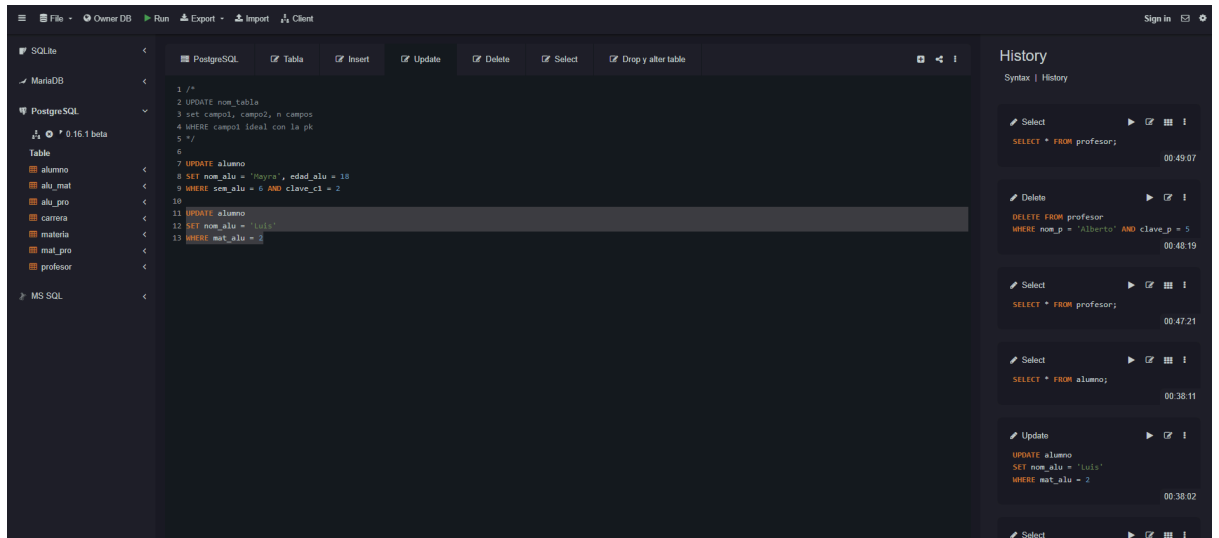 File Owner DB Run Export Import Client Sign in
SQLite
MariaDB
PostgreSQL
0.16.1 beta
Table
alumno
alu_mat
alu_pro
carrera
materia
mat_pro
profesor
MS SQL
PostgreSQL Tabla Insert Update Delete Select Drop y alter table
1 /*
2 UPDATE nom_tabla
3 set campo1, campo2, n campos
4 WHERE campo1 ideal con la pk
5 */
6
7 UPDATE alumno
8 SET nom_alu = 'Mayra', edad_alu = 18
9 WHERE sem_alu = 6 AND clave_c1 = 2
10
11 UPDATE alumno
12 SET nom_alu = 'Luis'
13 WHERE mat_alu = 2
History
Syntax | History
Select
SELECT * FROM profesor;
00:49:07
Delete
DELETE FROM profesor
WHERE nom_p = 'Alberto' AND clave_p = 5
00:48:19
Select
SELECT * FROM profesor;
00:47:21
Select
SELECT * FROM alumno;
00:38:11
Update
UPDATE alumno
SET nom_alu = 'Luis'
WHERE mat_alu = 2
00:38:02
Select